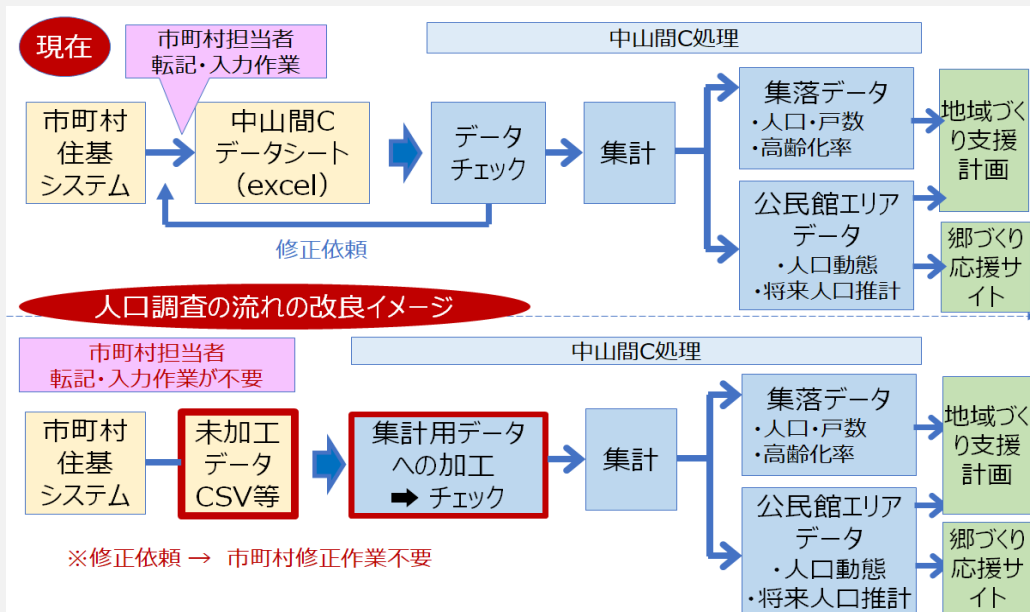 現在
市町村担当者
転記・入力作業
中山間C処理
市町村
住基
システム
中山間C
データシート
（excel）
データ
チェック
集計
集落データ
・人口・戸数
・高齢化率
公民館エリア
データ
・人口動態
・将来人口推計
地域づく
り支援
計画
郷づくり
応援サ
イト
修正依頼
人口調査の流れの改良イメージ
市町村担当者
転記・入力作業が不要
中山間C処理
市町村
住基
システム
未加工
データ
CSV等
集計用データ
への加工
➡ チェック
集計
集落データ
・人口・戸数
・高齢化率
公民館エリア
データ
・人口動態
・将来人口推計
地域づく
り支援
計画
郷づくり
応援サ
イト
※修正依頼 → 市町村修正作業不要